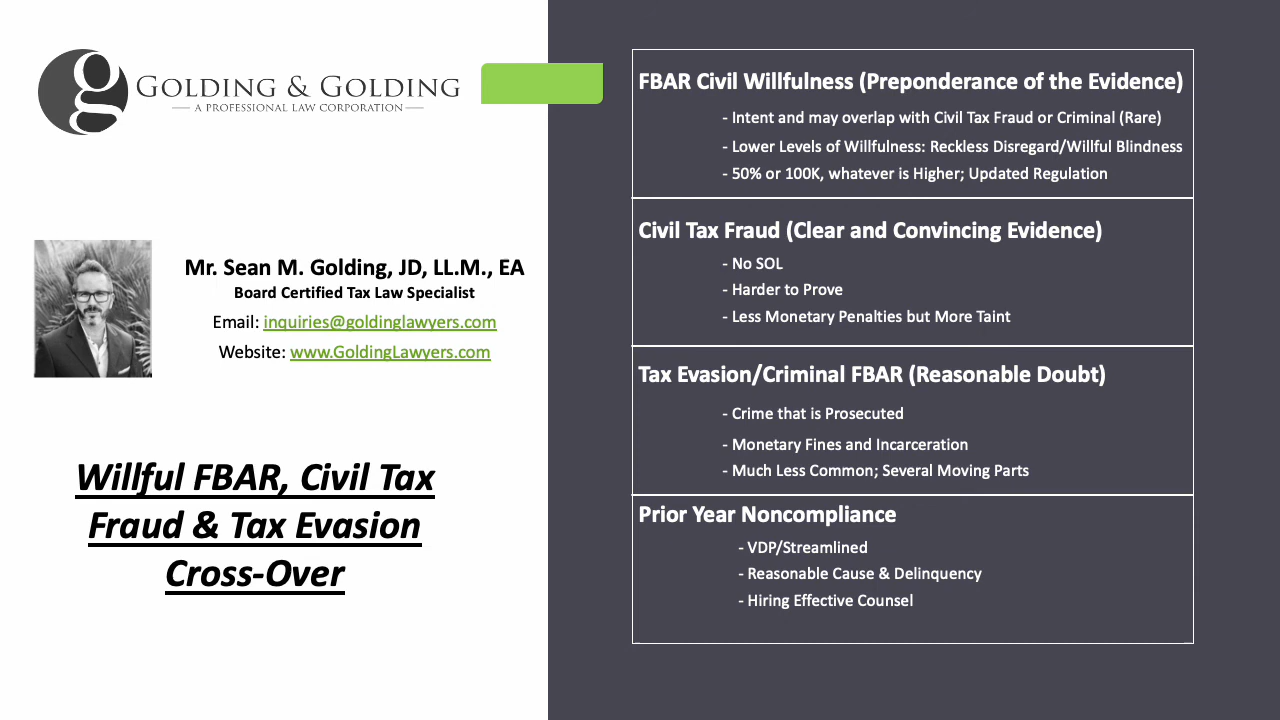 g GOLDING & GOLDING
A PROFESSIONAL LAW CORPORATION
Mr. Sean M. Golding, JD, LL.M., EA
Board Certified Tax Law Specialist
Email: inquiries@goldinglawyers.com
Website: www.GoldingLawyers.com
Willful FBAR, Civil Tax
Fraud & Tax Evasion
Cross-Over
FBAR Civil Willfulness (Preponderance of the Evidence)
- Intent and may overlap with Civil Tax Fraud or Criminal (Rare)
- Lower Levels of Willfulness: Reckless Disregard/Willful Blindness
- 50% or 100K, whatever is Higher; Updated Regulation
Civil Tax Fraud (Clear and Convincing Evidence)
- No SOL
- Harder to Prove
- Less Monetary Penalties but More Taint
Tax Evasion/Criminal FBAR (Reasonable Doubt)
- Crime that is Prosecuted
- Monetary Fines and Incarceration
- Much Less Common; Several Moving Parts
Prior Year Noncompliance
- VDP/Streamlined
- Reasonable Cause & Delinquency
- Hiring Effective Counsel